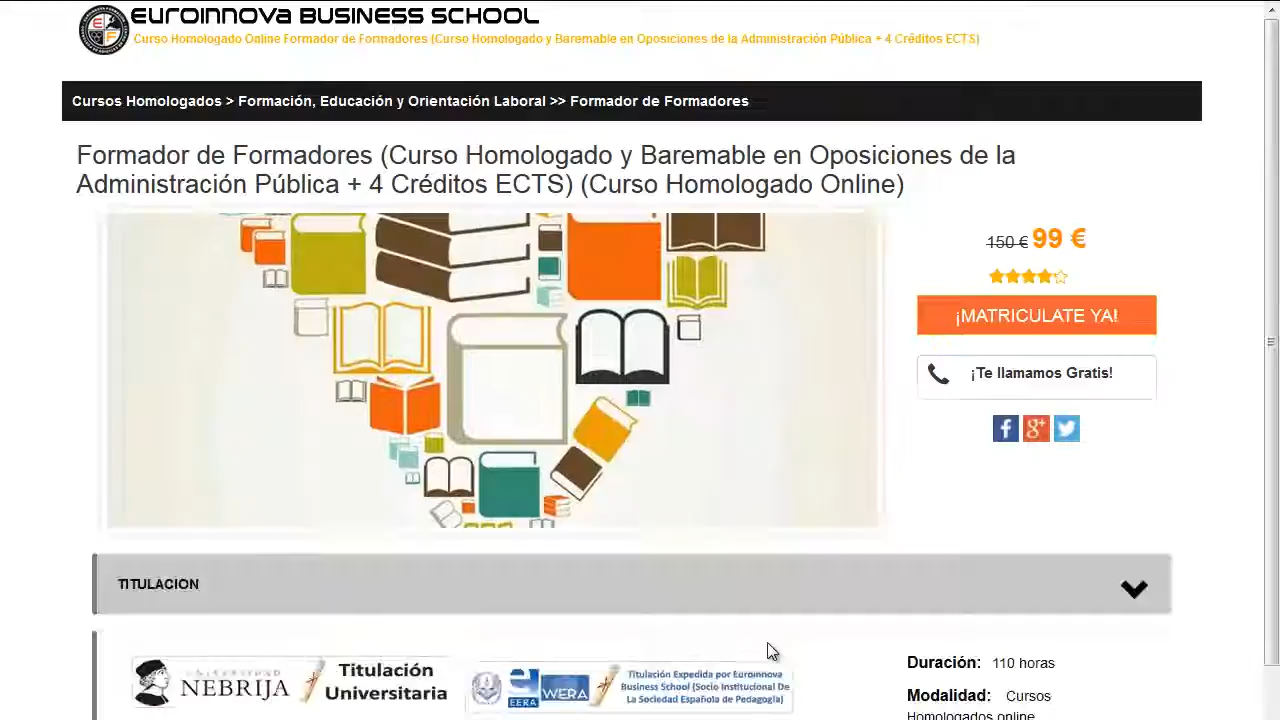 EUROINNOVA BUSINESS SCHOOL
Curso Homologado Online Formador de Formadores (Curso Homologado y Baremable en Oposiciones de la Administración Pública + 4 Créditos ECTS)
Cursos Homologados > Formación, Educación y Orientación Laboral >> Formador de Formadores
Formador de Formadores (Curso Homologado y Baremable en Oposiciones de la
Administración Pública + 4 Créditos ECTS) (Curso Homologado Online)
150 € 99 €
¡MATRICULATE YA!
¡Te llamamos Gratis!
TITULACION
UNIVERSIDAD
NEBRIJA
Titulación
Universitaria
EERA
WERA
Titulación Expedida por Euroinnova
Business School (Socio Institucional De
La Sociedad Española de Pedagogía)
Duración: 110 horas
Modalidad: Cursos
Homologados online